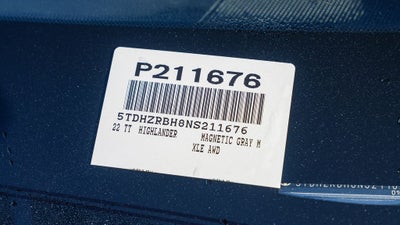 P211676
5TDHZRBH0NS211676
22 TT HIGHLANDER MAGNETIC GRAY M
XLE AWD